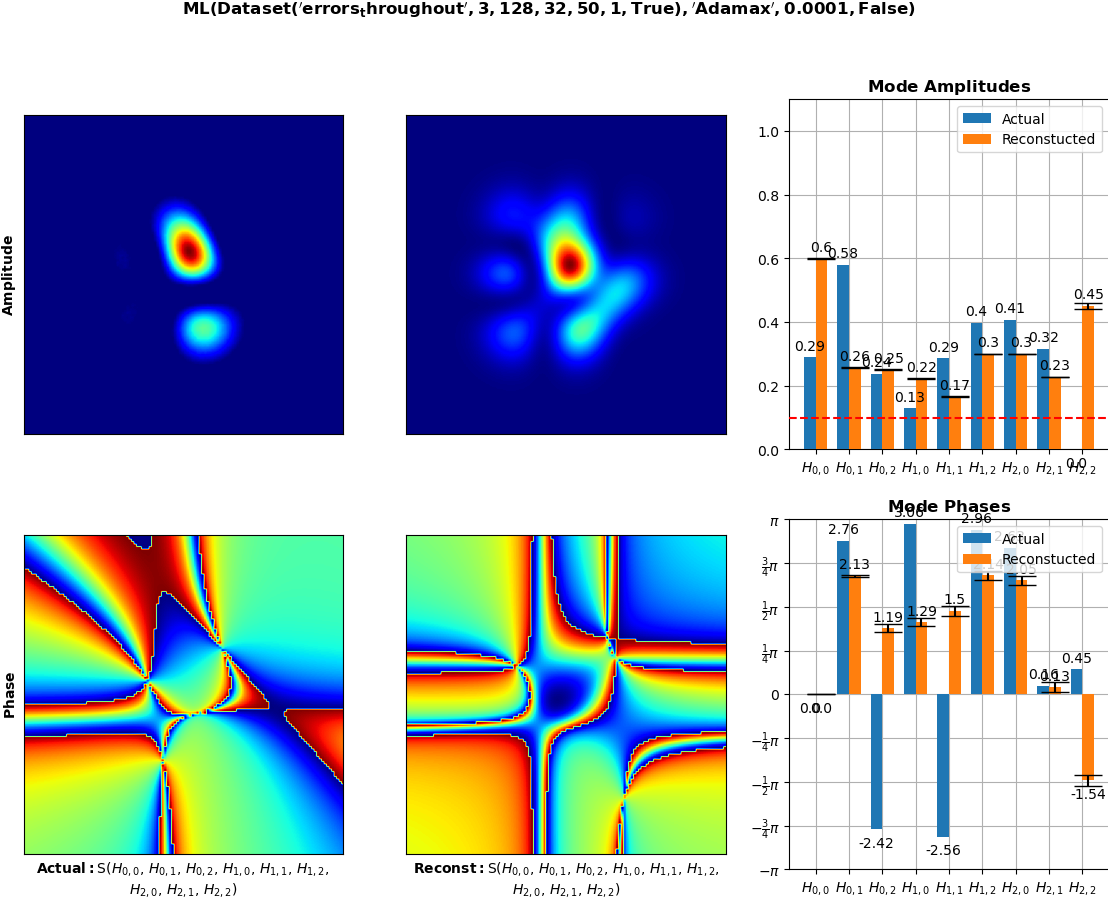 ML(Dataset('errors_throughout', 3, 128, 32, 50, 1, True), 'Adamax', 0.0001, False)
Amplitude
Mode Amplitudes
Actual
Reconstucted
1.0
0.8
0.6
0.4
0.2
0.0
0.29 0.6
0.58 0.26
0.24 0.25
0.13 0.22
0.29 0.17
0.4 0.3
0.41 0.3
0.32 0.23
0.0 0.45
H0,0 H0,1 H0,2 H1,0 H1,1 H1,2 H2,0 H2,1 H2,2
Phase
Mode Phases
Actual
Reconstucted
π
3/4π
1/2π
1/4π
0
−1/4π
−1/2π
−3/4π
−π
0.0 0.0
2.76 2.13
-2.42 1.19
3.06 1.29
-2.56 1.5
2.96 2.14
2.05
0.16 0.13
0.45 -1.54
H0,0 H0,1 H0,2 H1,0 H1,1 H1,2 H2,0 H2,1 H2,2
Actual: S(H0,0, H0,1, H0,2, H1,0, H1,1, H1,2,
H2,0, H2,1, H2,2)
Reconst: S(H0,0, H0,1, H0,2, H1,0, H1,1, H1,2,
H2,0, H2,1, H2,2)